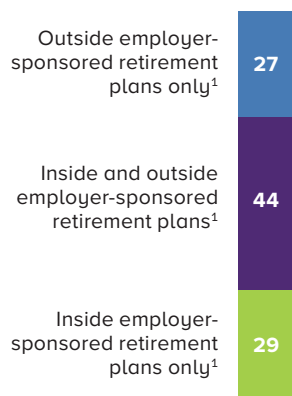 Outside employer-
sponsored retirement
plans only¹
27
Inside and outside
employer-sponsored
retirement plans¹
44
Inside employer-
sponsored retirement
plans only¹
29